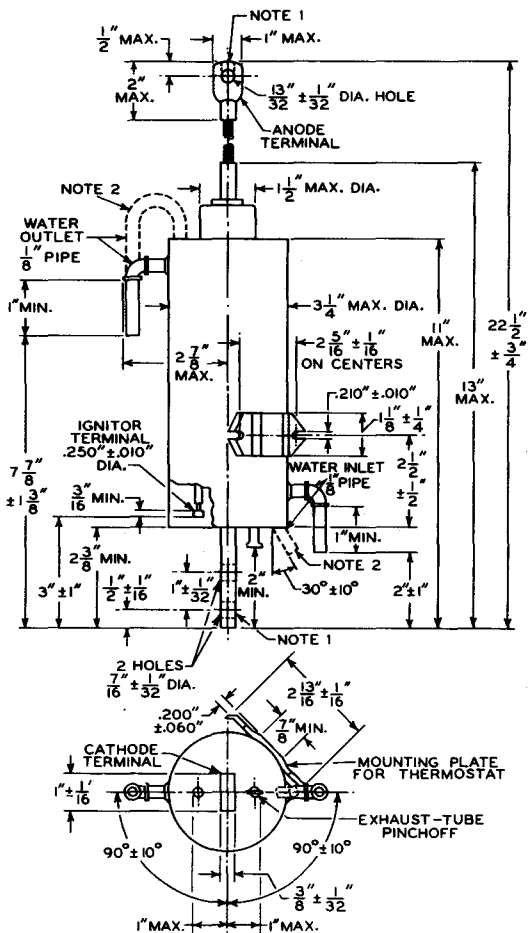 NOTE 1
1/2" MAX.
1" MAX.
2" MAX.
13/32" ± 1/32" DIA. HOLE
ANODE TERMINAL
NOTE 2
1 1/2" MAX. DIA.
WATER OUTLET
1/8" PIPE
1" MIN.
3 1/4" MAX. DIA.
2 7/8" MAX.
2 5/16" ± 1/16"
ON CENTERS
11" MAX.
13" MAX.
22 1/2" ± 3/4"
.210" ± .010"
1 1/8" ± 1/4"
IGNITOR TERMINAL
.250" ± .010" DIA.
WATER INLET
1/8" PIPE
2 1/2" ± 1/2"
7 7/8" ± 1 3/8"
3/16" MIN.
1" MIN.
2 3/8" MIN.
NOTE 2
3" ± 1"
1/2" ± 1/16"
1" ± 1/32"
2" MIN.
30° ± 10°
2" ± 1"
NOTE 1
2 HOLES
7/16" ± 1/32" DIA.
2 13/16" ± 1/16"
.200" ± .060"
7/8" MIN.
CATHODE TERMINAL
MOUNTING PLATE
FOR THERMOSTAT
1" ± 1/16"
EXHAUST-TUBE
PINCHOFF
90° ± 10°
90° ± 10°
3/8" ± 1/32"
1" MAX.
1" MAX.